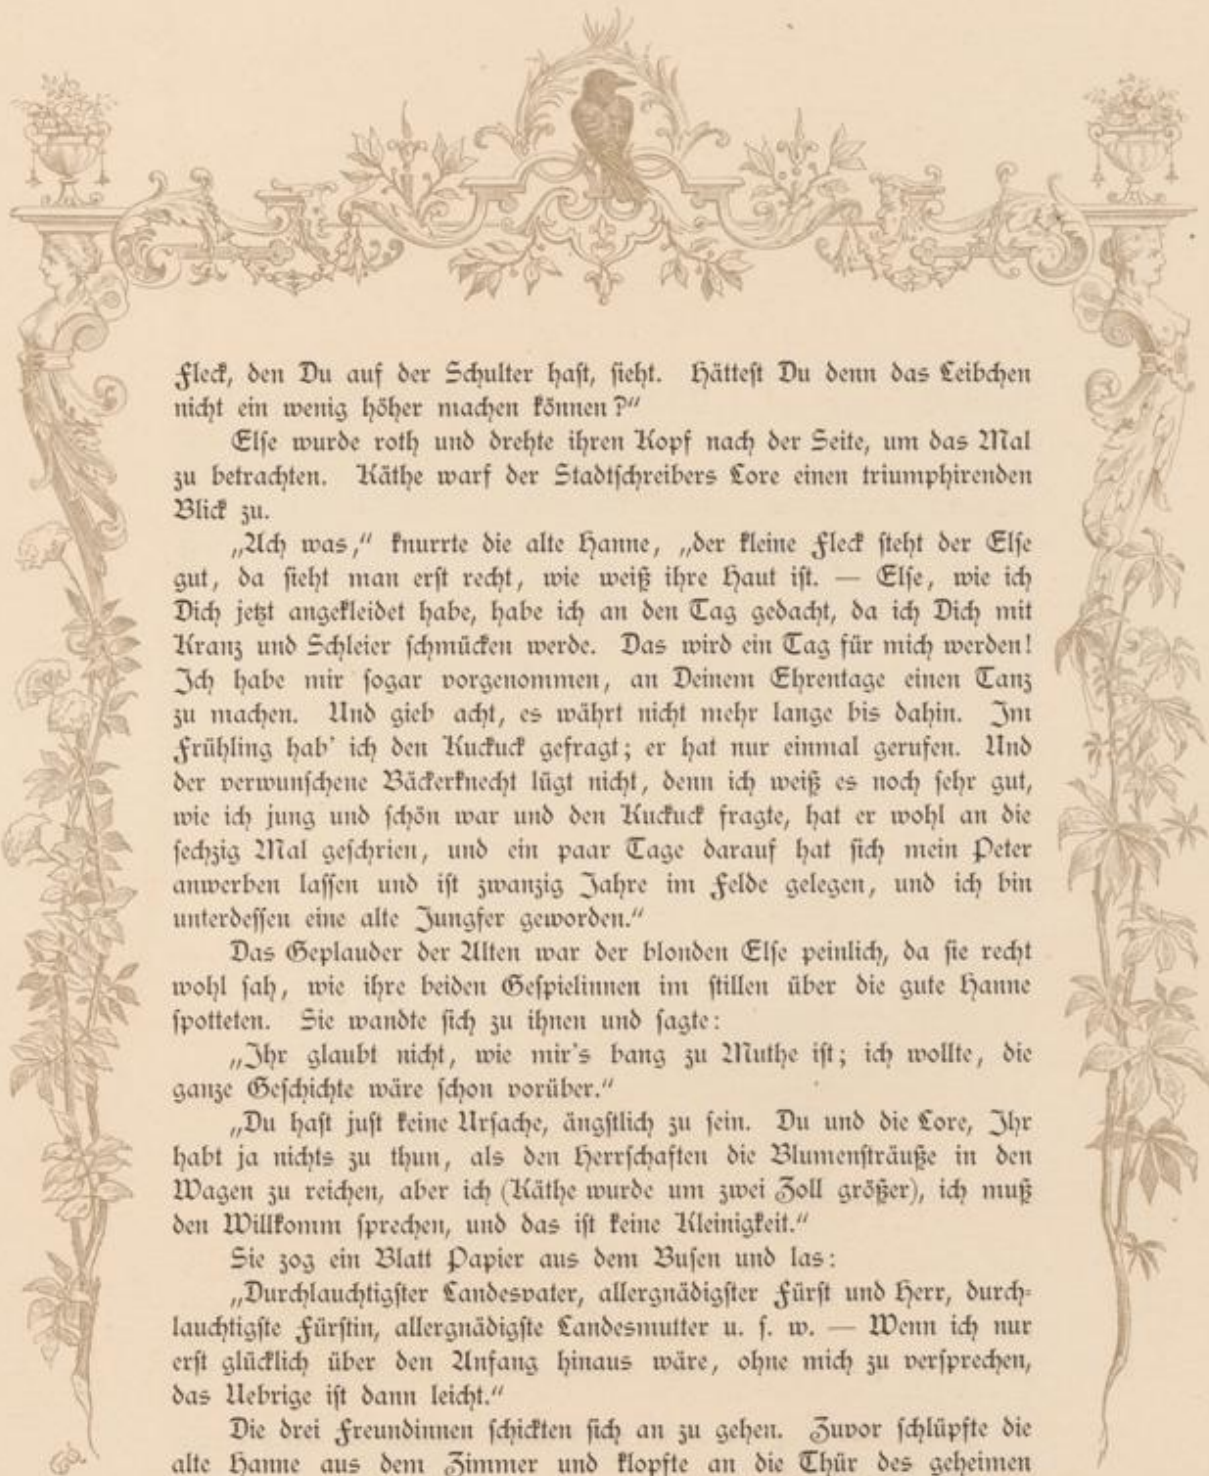 Fleck, den Du auf der Schulter hast, sieht. Hättest Du denn das Leibchen
nicht ein wenig höher machen können?“
Else wurde roth und drehte ihren Kopf nach der Seite, um das Mal
zu betrachten. Käthe warf der Stadtschreibers Lore einen triumphirenden
Blick zu.
„Ach was,“ knurrte die alte Hanne, „der kleine Fleck steht der Else
gut, da sieht man erst recht, wie weiß ihre Haut ist. — Else, wie ich
Dich jetzt angekleidet habe, habe ich an den Tag gedacht, da ich Dich mit
Kranz und Schleier schmücken werde. Das wird ein Tag für mich werden!
Ich habe mir sogar vorgenommen, an Deinem Ehrentage einen Tanz
zu machen. Und gieb acht, es währt nicht mehr lange bis dahin. Im
Frühling hab' ich den Kuckuck gefragt; er hat nur einmal gerufen. Und
der verwunschene Bäckerknecht lügt nicht, denn ich weiß es noch sehr gut,
wie ich jung und schön war und den Kuckuck fragte, hat er wohl an die
sechzig Mal geschrien, und ein paar Tage darauf hat sich mein Peter
anwerben lassen und ist zwanzig Jahre im Felde gelegen, und ich bin
unterdessen eine alte Jungfer geworden.“
Das Geplauder der Alten war der blonden Else peinlich, da sie recht
wohl sah, wie ihre beiden Gespielinnen im stillen über die gute Hanne
spotteten. Sie wandte sich zu ihnen und sagte:
„Ihr glaubt nicht, wie mir's bang zu Muthe ist; ich wollte, die
ganze Geschichte wäre schon vorüber.“
„Du hast just keine Ursache, ängstlich zu sein. Du und die Lore, Ihr
habt ja nichts zu thun, als den Herrschaften die Blumensträuße in den
Wagen zu reichen, aber ich (Käthe wurde um zwei Zoll größer), ich muß
den Willkomm sprechen, und das ist keine Kleinigkeit.“
Sie zog ein Blatt Papier aus dem Busen und las:
„Durchlauchtigster Landesvater, allergnädigster Fürst und Herr, durch-
lauchtigste Fürstin, allergnädigste Landesmutter u. s. w. — Wenn ich nur
erst glücklich über den Anfang hinaus wäre, ohne mich zu versprechen,
das Uebrige ist dann leicht.“
Die drei Freundinnen schickten sich an zu gehen. Zuvor schlüpfte die
alte Hanne aus dem Zimmer und klopfte an die Thür des geheimen